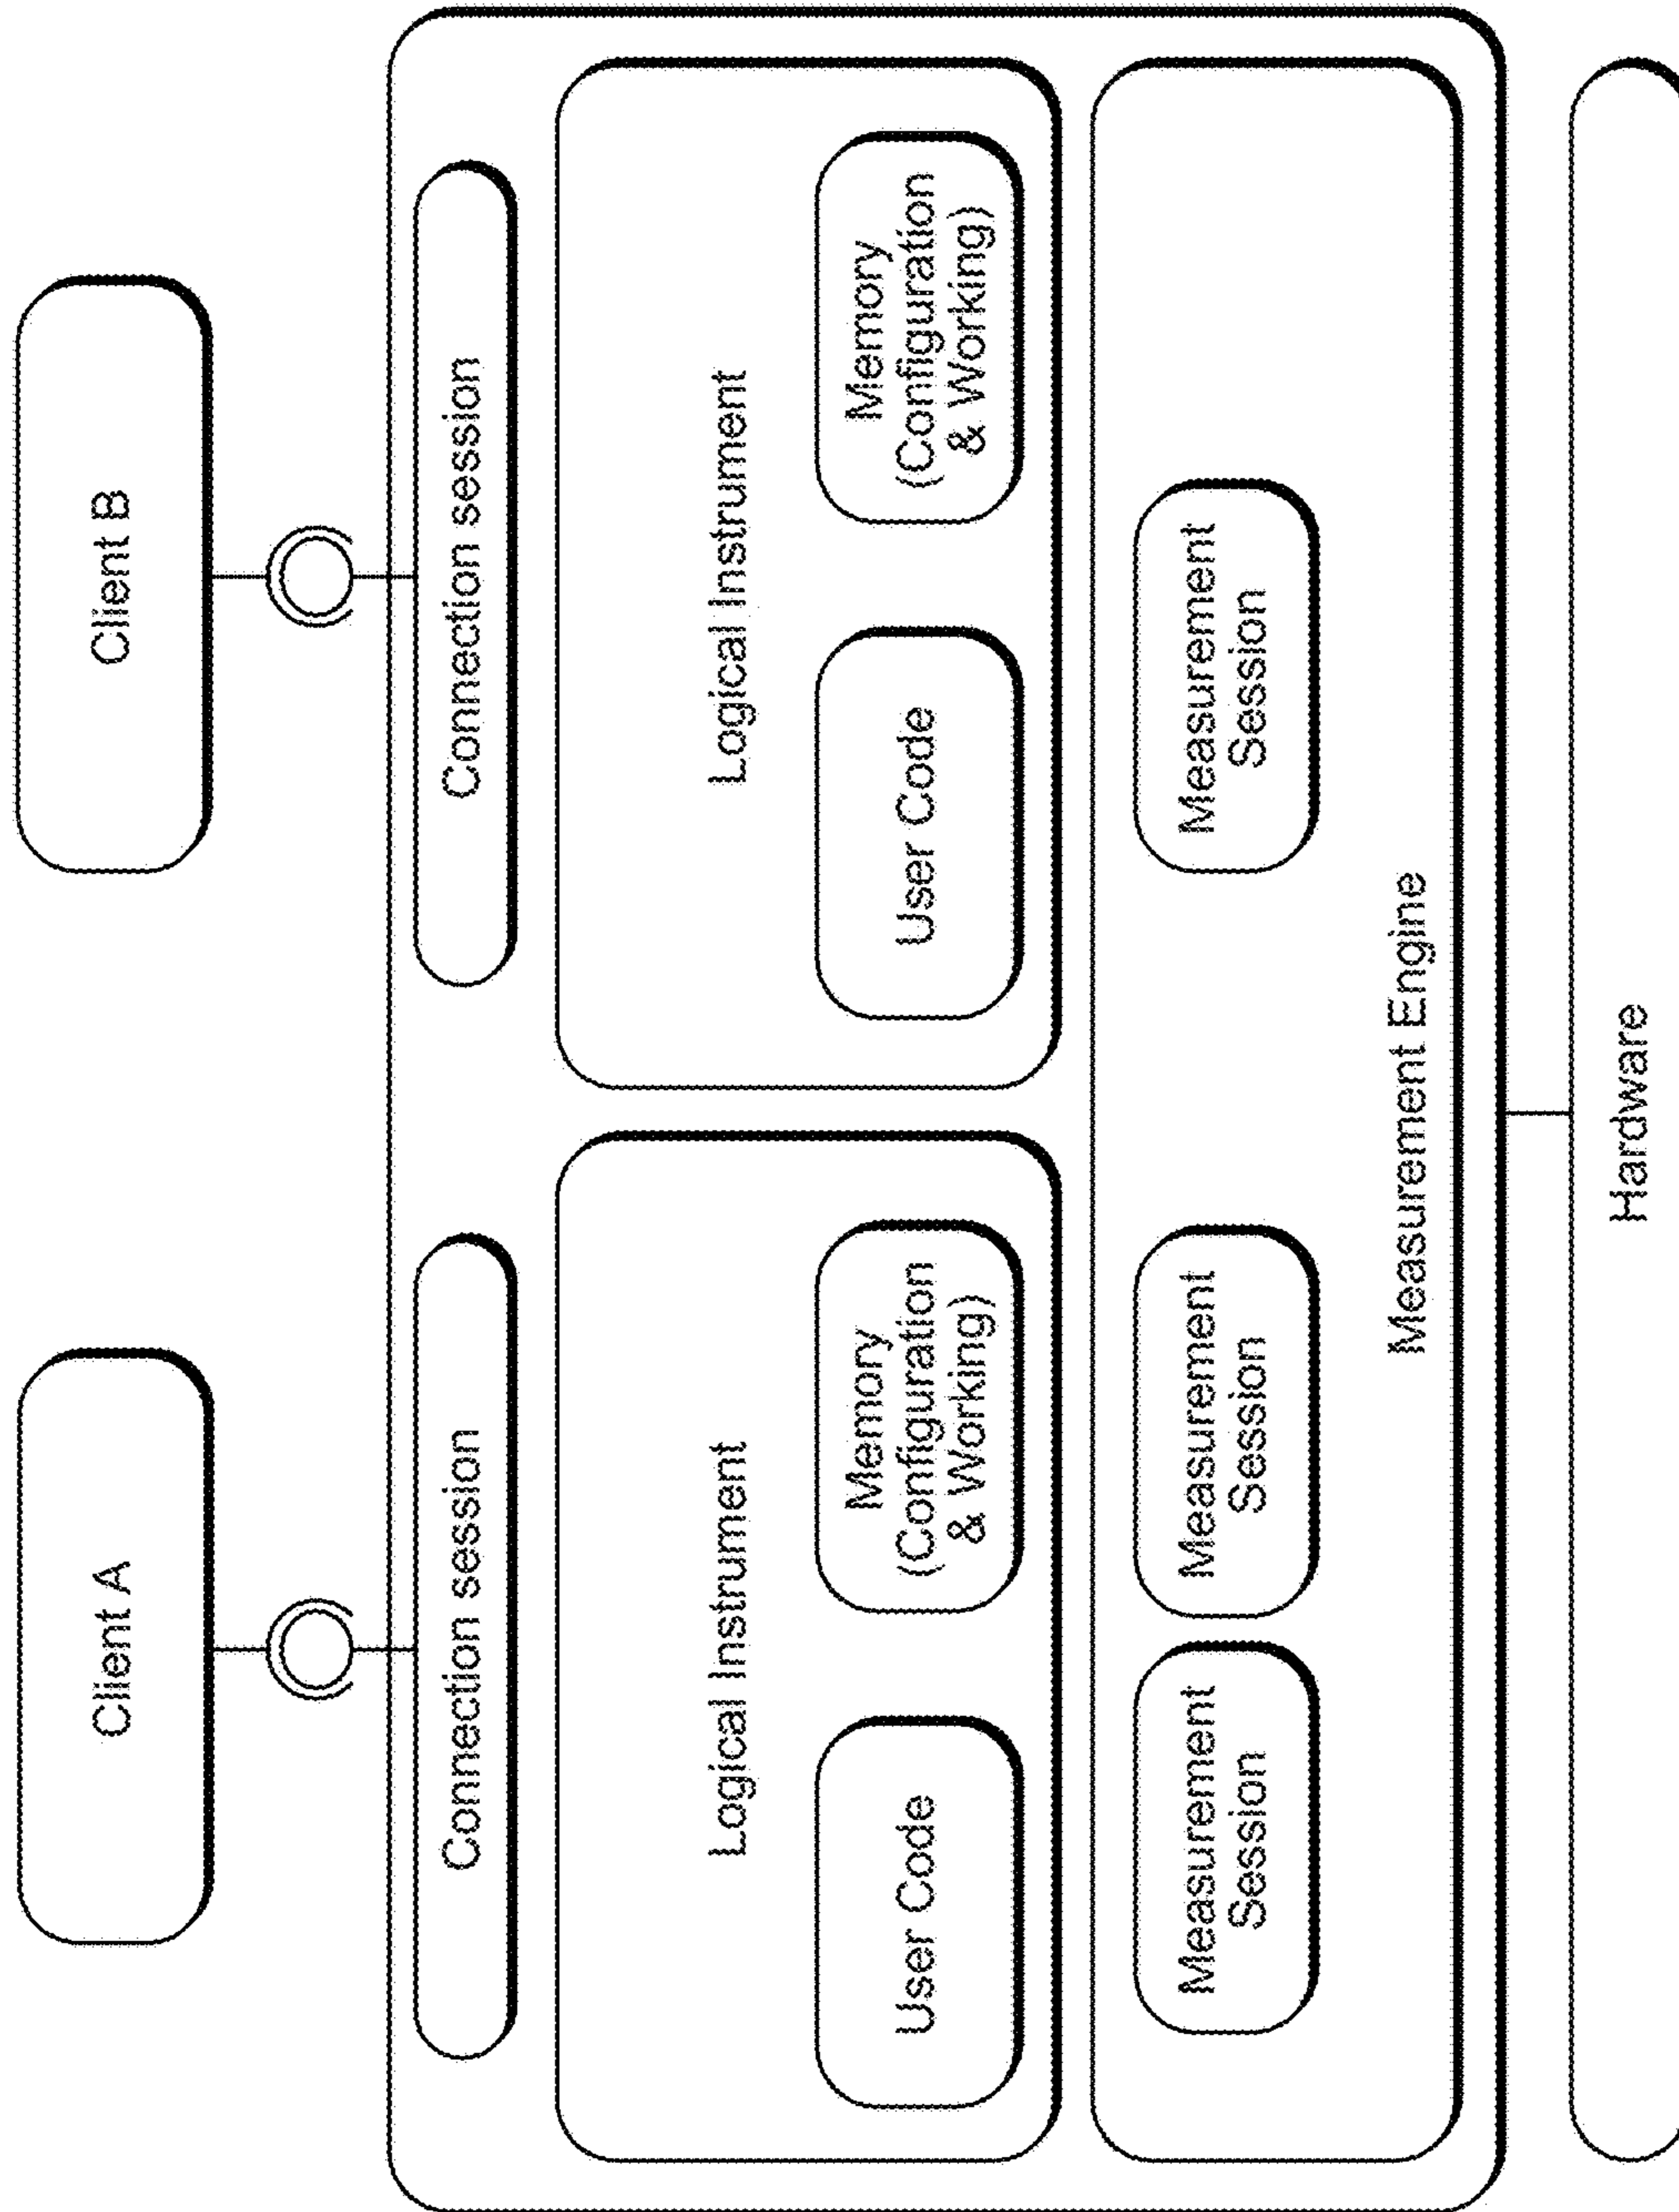 Client A
Client B
Connection session
Connection session
Logical Instrument
Logical Instrument
User Code
Memory
(Configuration
& Working)
User Code
Memory
(Configuration
& Working)
Measurement
Session
Measurement
Session
Measurement
Session
Measurement Engine
Hardware